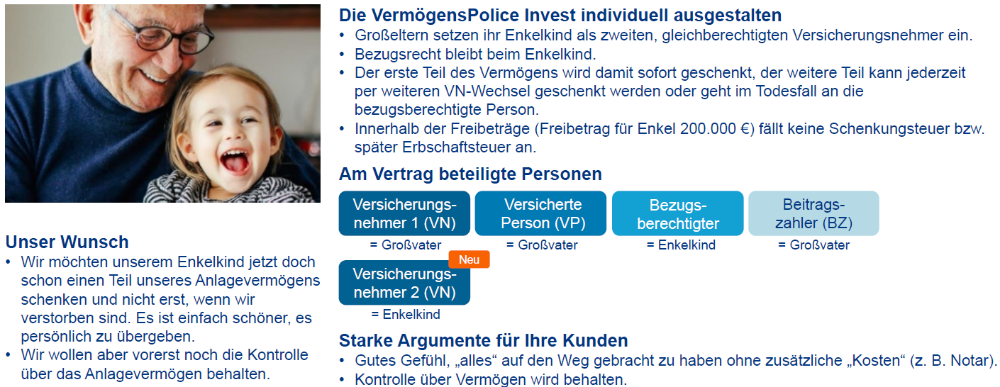 Die VermögensPolice Invest individuell ausgestalten
• Großeltern setzen ihr Enkelkind als zweiten, gleichberechtigten Versicherungsnehmer ein.
• Bezugsrecht bleibt beim Enkelkind.
• Der erste Teil des Vermögens wird damit sofort geschenkt, der weitere Teil kann jederzeit
per weiteren VN-Wechsel geschenkt werden oder geht im Todesfall an die
bezugsberechtigte Person.
• Innerhalb der Freibeträge (Freibetrag für Enkel 200.000 €) fällt keine Schenkungsteuer bzw.
später Erbschaftsteuer an.
Am Vertrag beteiligte Personen
Versicherungs-
nehmer 1 (VN)
= Großvater
Versicherte
Person (VP)
= Großvater
Bezugs-
berechtigter
= Enkelkind
Beitrags-
zahler (BZ)
= Großvater
Neu
Versicherungs-
nehmer 2 (VN)
= Enkelkind
Unser Wunsch
• Wir möchten unserem Enkelkind jetzt doch
schon einen Teil unseres Anlagevermögens
schenken und nicht erst, wenn wir
verstorben sind. Es ist einfach schöner, es
persönlich zu übergeben.
• Wir wollen aber vorerst noch die Kontrolle
über das Anlagevermögen behalten.
Starke Argumente für Ihre Kunden
• Gutes Gefühl, „alles“ auf den Weg gebracht zu haben ohne zusätzliche „Kosten“ (z. B. Notar).
• Kontrolle über Vermögen wird behalten.